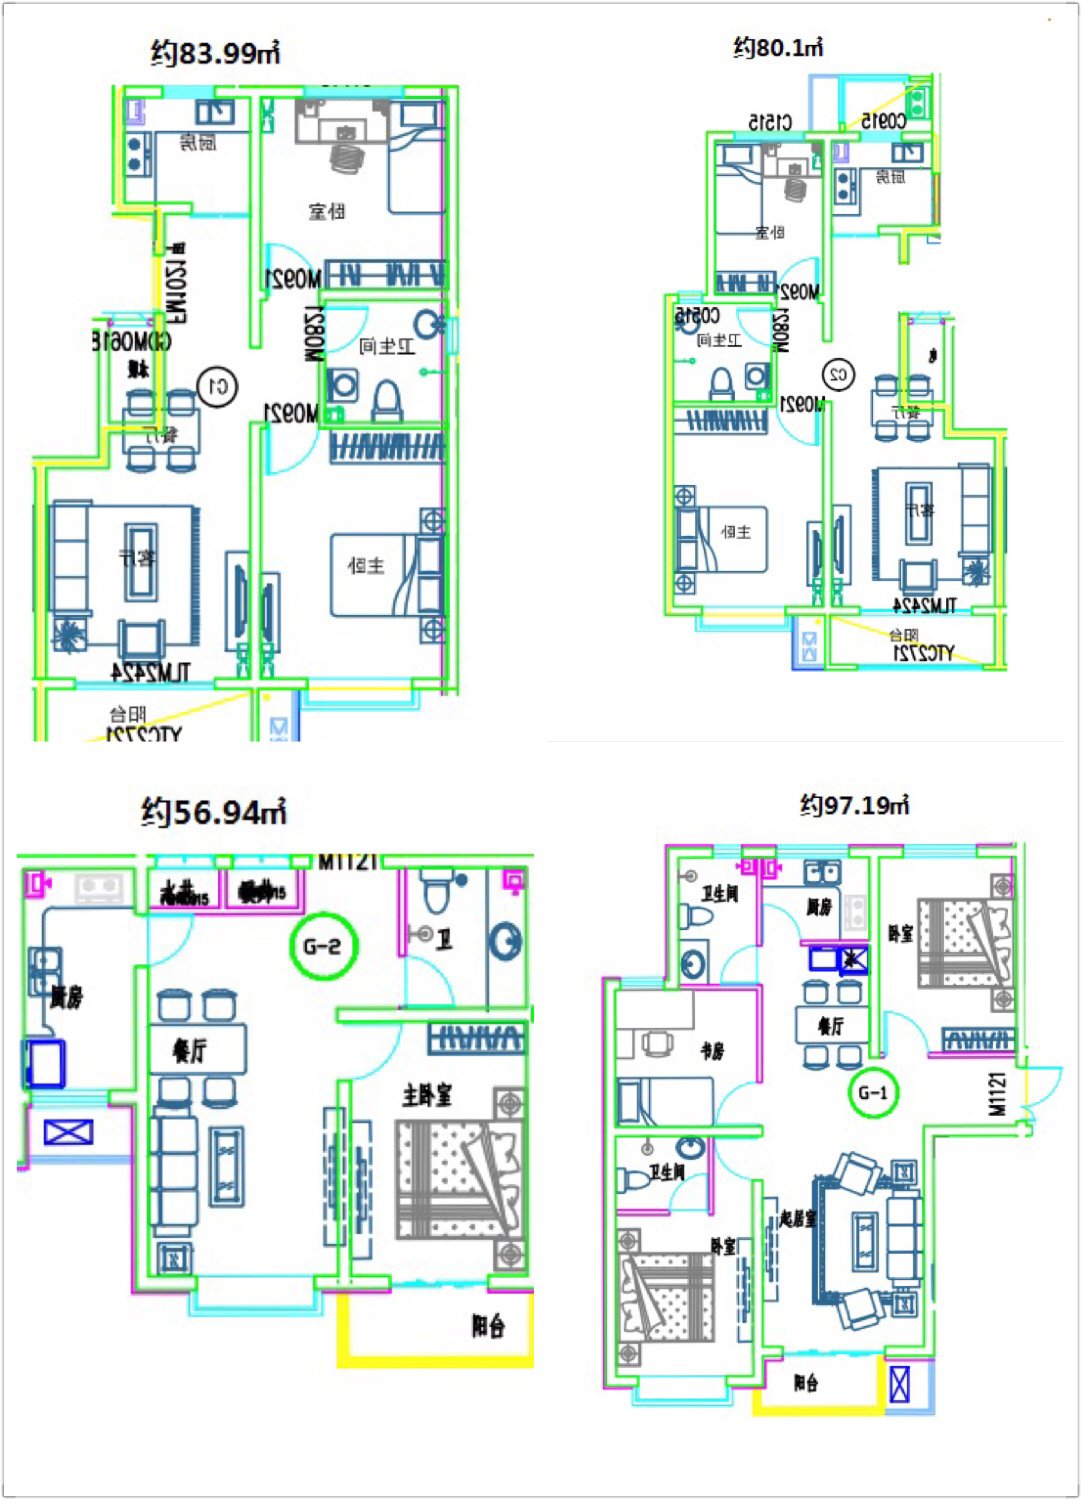 约83.99㎡
厨房
卧室
FM1021
M0921
M0821
卫生间
C1
M0921
餐厅
客厅
主卧
TLM2424
阳台
YTC2721
约80.1㎡
C1515
C0915
厨房
卧室
M0921
C0515
M0821
卫生间
C2
电
M0921
餐厅
主卧
客厅
TLM2424
阳台
YTC2721
约56.94㎡
M1121
水井
G-2
卫
厨房
餐厅
主卧室
阳台
约97.19㎡
卫生间
厨房
卧室
餐厅
书房
G-1
M1121
卫生间
起居室
卧室
阳台